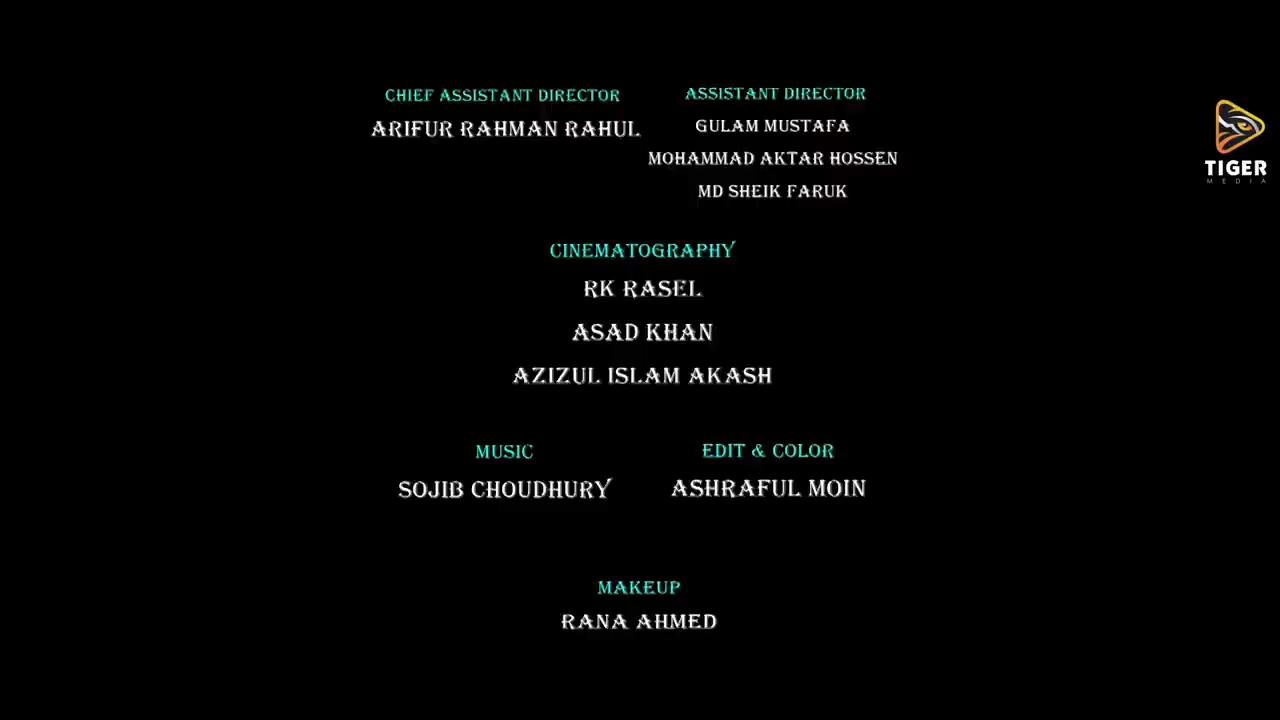 CHIEF ASSISTANT DIRECTOR
ARIFUR RAHMAN RAHUL
ASSISTANT DIRECTOR
GULAM MUSTAFA
MOHAMMAD AKTAR HOSSEN
MD SHEIK FARUK
CINEMATOGRAPHY
RK RASEL
ASAD KHAN
AZIZUL ISLAM AKASH
MUSIC
SOJIB CHOUDHURY
EDIT & COLOR
ASHRAFUL MOIN
MAKEUP
RANA AHMED
TIGER
MEDIA